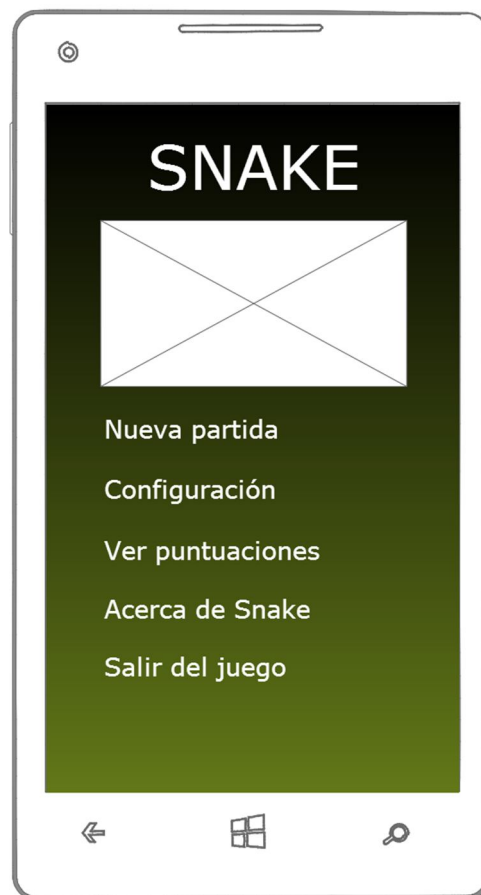 SNAKE
Nueva partida
Configuración
Ver puntuaciones
Acerca de Snake
Salir del juego